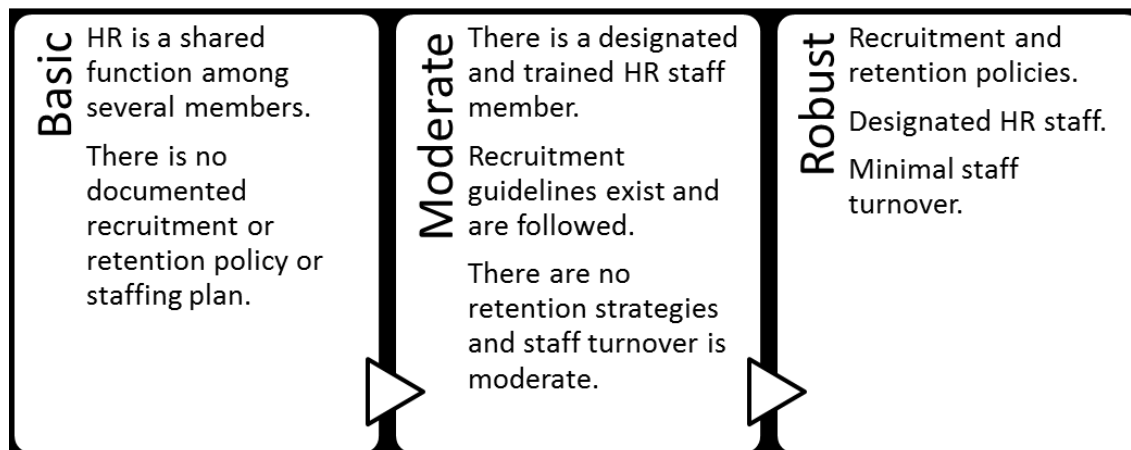 Basic
HR is a shared
function among
several members.
There is no
documented
recruitment or
retention policy or
staffing plan.
Moderate
There is a designated
and trained HR staff
member.
Recruitment
guidelines exist and
are followed.
There are no
retention strategies
and staff turnover is
moderate.
Robust
Recruitment and
retention policies.
Designated HR staff.
Minimal staff
turnover.